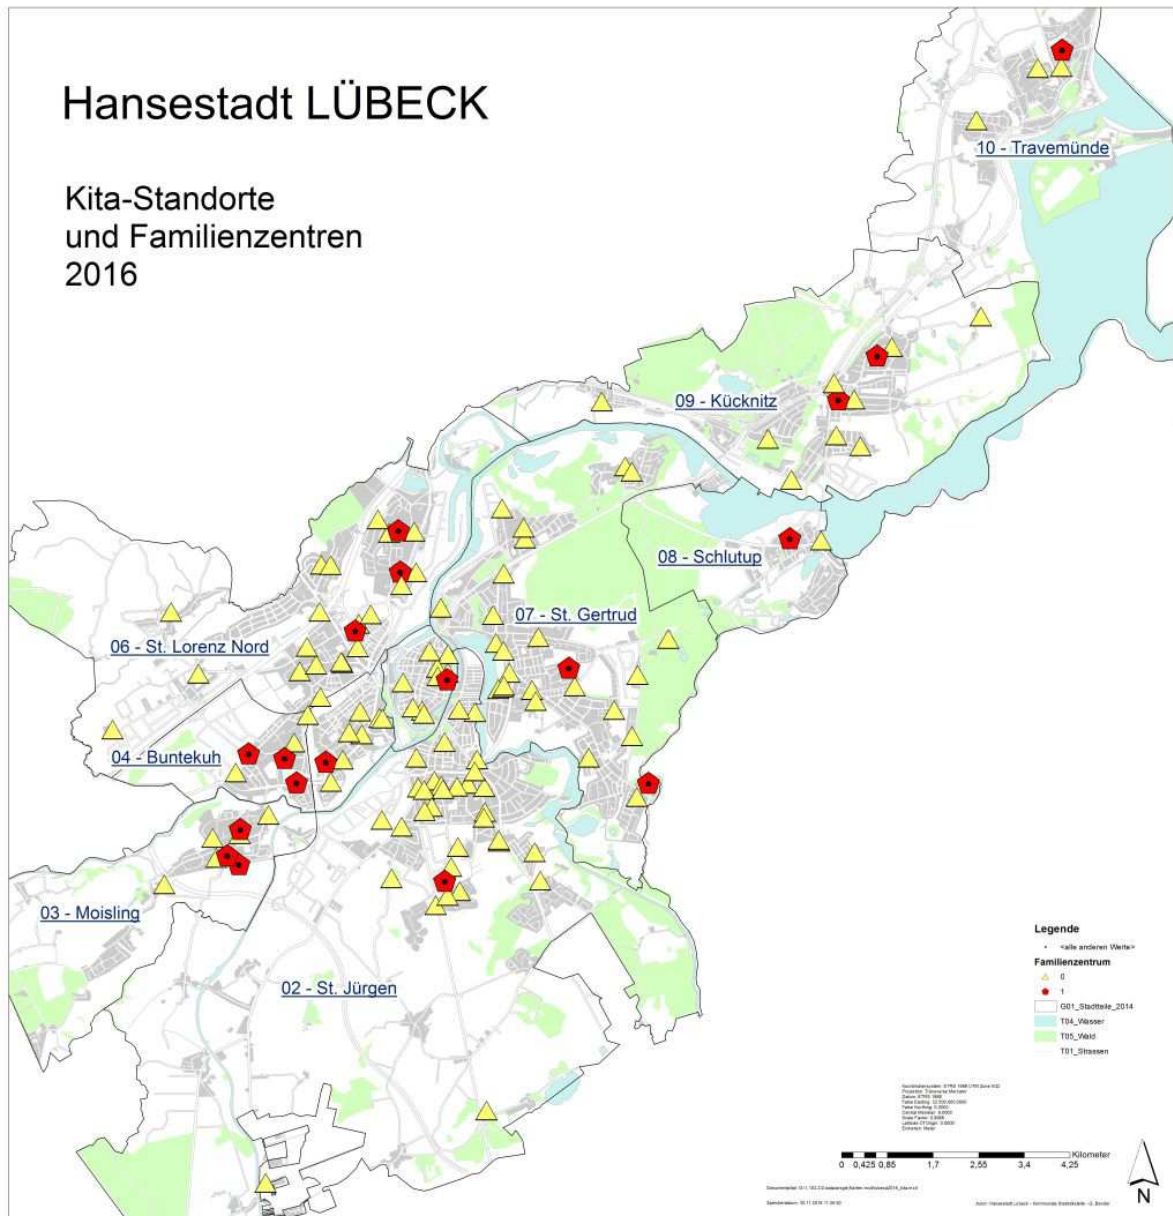 Hansestadt LÜBECK
Kita-Standorte
und Familienzentren
2016
10 - Travemünde
09 - Kücknitz
08 - Schlutup
07 - St. Gertrud
06 - St. Lorenz Nord
04 - Buntekuh
03 - Moisling
02 - St. Jürgen
Legende
<alle anderen Werte>
Familienzentrum
0
1
G01_Stadtteile_2014
T04_Wasser
T05_Wald
T01_Strassen
Kilometer
0 0,425 0,85 1,7 2,55 3,4 4,25
N